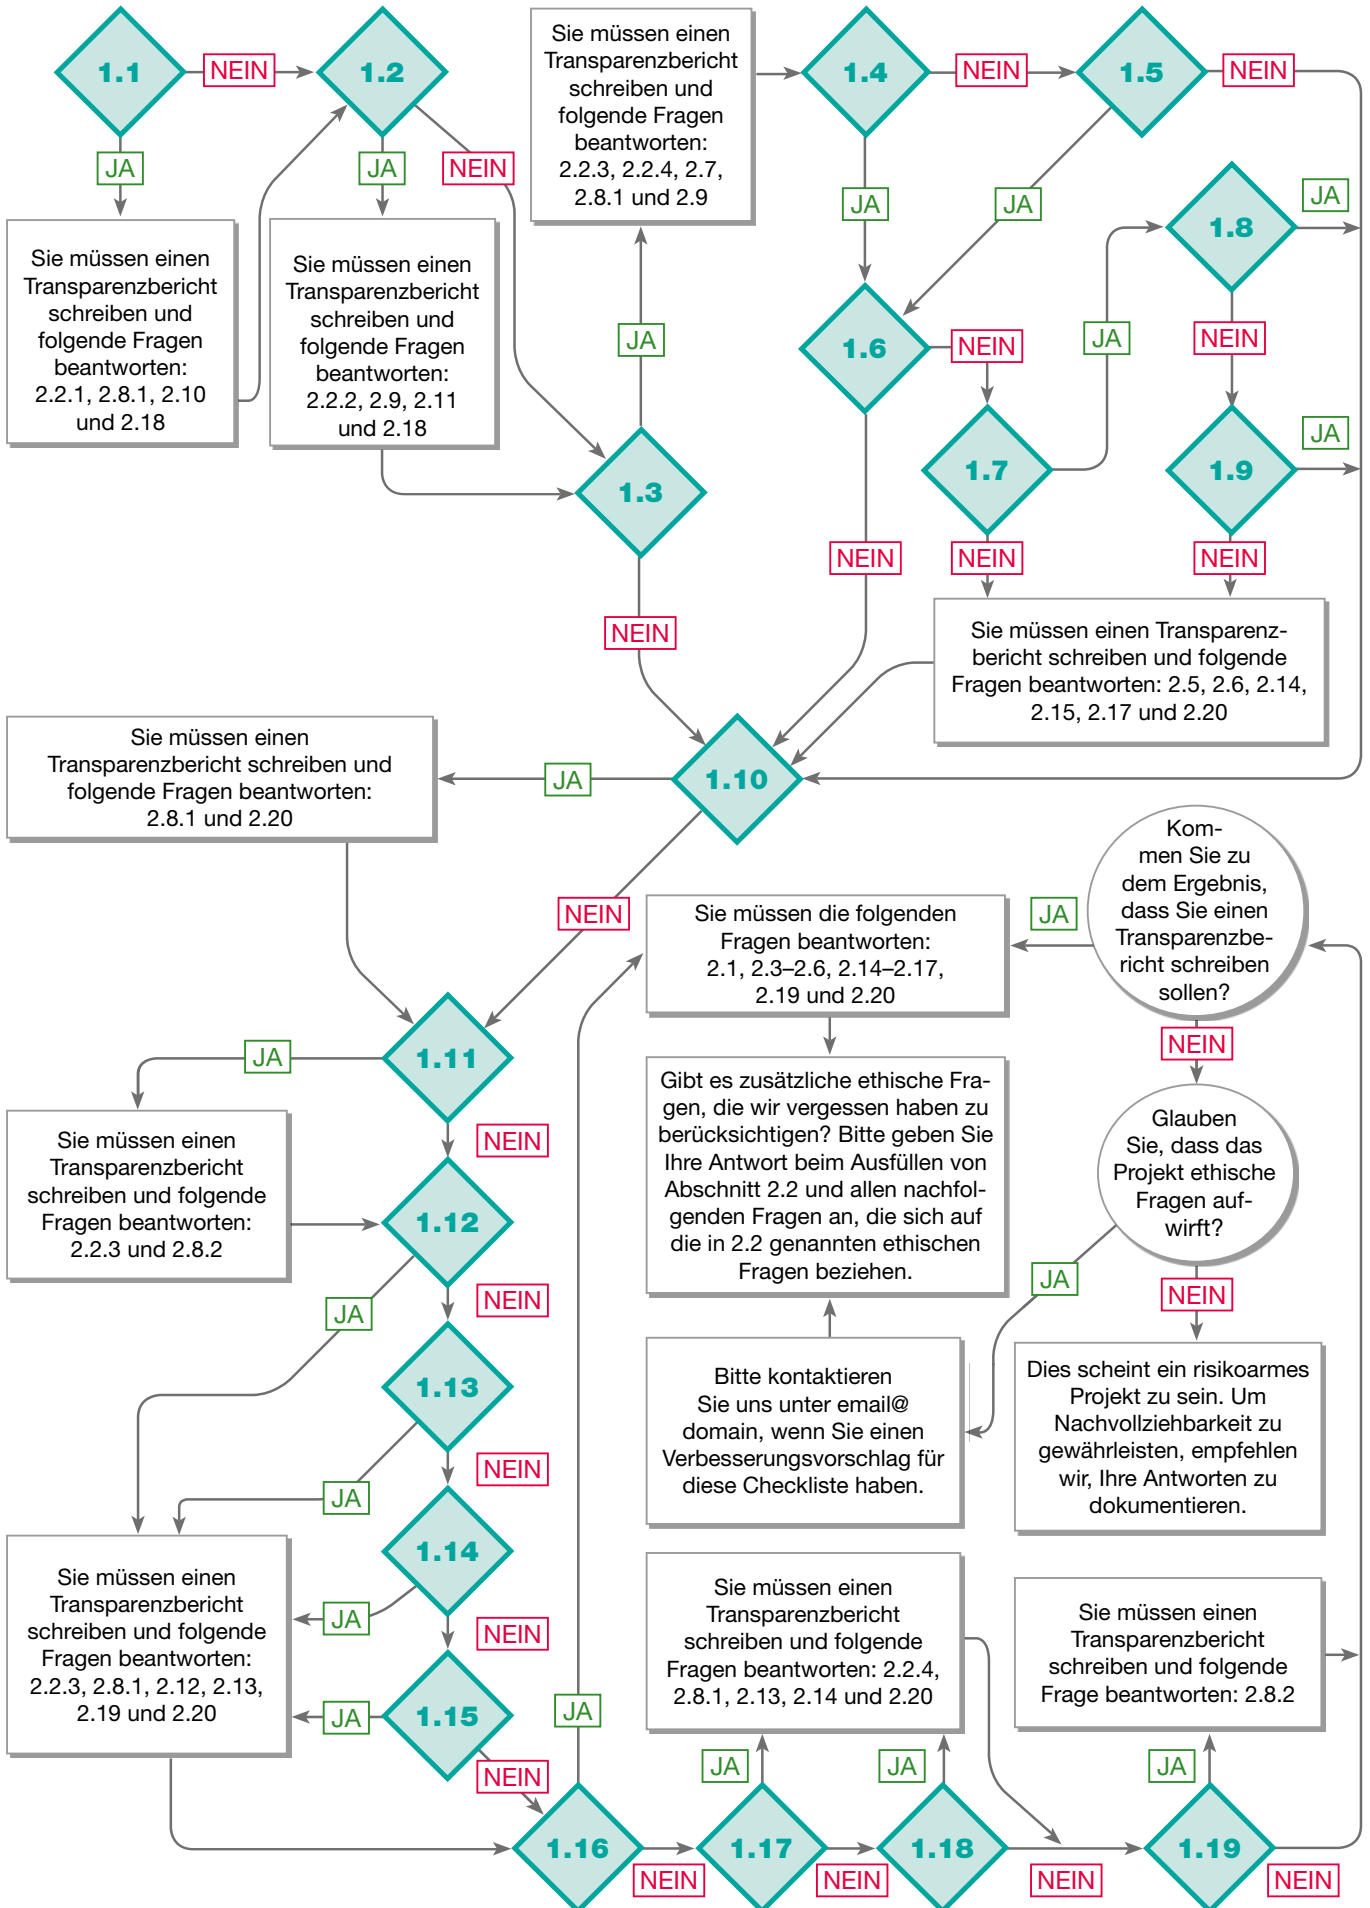 1.1
NEIN
1.2
JA
JA
NEIN
Sie müssen einen
Transparenzbericht
schreiben und
folgende Fragen
beantworten:
2.2.1, 2.8.1, 2.10
und 2.18
Sie müssen einen
Transparenzbericht
schreiben und
folgende Fragen
beantworten:
2.2.2, 2.9, 2.11
und 2.18
Sie müssen einen
Transparenzbericht
schreiben und
folgende Fragen
beantworten:
2.2.3, 2.2.4, 2.7,
2.8.1 und 2.9
JA
1.3
NEIN
1.4
NEIN
1.5
NEIN
JA
JA
1.6
NEIN
NEIN
1.7
JA
NEIN
1.8
JA
NEIN
1.9
JA
NEIN
Sie müssen einen Transparenz-
bericht schreiben und folgende
Fragen beantworten: 2.5, 2.6, 2.14,
2.15, 2.17 und 2.20
1.10
JA
NEIN
Sie müssen einen
Transparenzbericht schreiben und
folgende Fragen beantworten:
2.8.1 und 2.20
1.11
JA
NEIN
Sie müssen einen
Transparenzbericht
schreiben und folgende
Fragen beantworten:
2.2.3 und 2.8.2
1.12
JA
NEIN
1.13
JA
NEIN
1.14
JA
NEIN
1.15
JA
NEIN
Sie müssen einen
Transparenzbericht
schreiben und folgende
Fragen beantworten:
2.2.3, 2.8.1, 2.12, 2.13,
2.19 und 2.20
1.16
JA
NEIN
1.17
JA
NEIN
1.18
JA
NEIN
Sie müssen einen
Transparenzbericht
schreiben und folgende
Fragen beantworten: 2.2.4,
2.8.1, 2.13, 2.14 und 2.20
1.19
JA
NEIN
Sie müssen einen
Transparenzbericht
schreiben und folgende
Frage beantworten: 2.8.2
Kom-
men Sie zu
dem Ergebnis,
dass Sie einen
Transparenzbe-
richt schreiben
sollen?
JA
NEIN
Sie müssen die folgenden
Fragen beantworten:
2.1, 2.3–2.6, 2.14–2.17,
2.19 und 2.20
Gibt es zusätzliche ethische Fra-
gen, die wir vergessen haben zu
berücksichtigen? Bitte geben Sie
Ihre Antwort beim Ausfüllen von
Abschnitt 2.2 und allen nachfol-
genden Fragen an, die sich auf
die in 2.2 genannten ethischen
Fragen beziehen.
Glauben
Sie, dass das
Projekt ethische
Fragen auf-
wirft?
JA
NEIN
Bitte kontaktieren
Sie uns unter email@
domain, wenn Sie einen
Verbesserungsvorschlag für
diese Checkliste haben.
Dies scheint ein risikoarmes
Projekt zu sein. Um
Nachvollziehbarkeit zu
gewährleisten, empfehlen
wir, Ihre Antworten zu
dokumentieren.